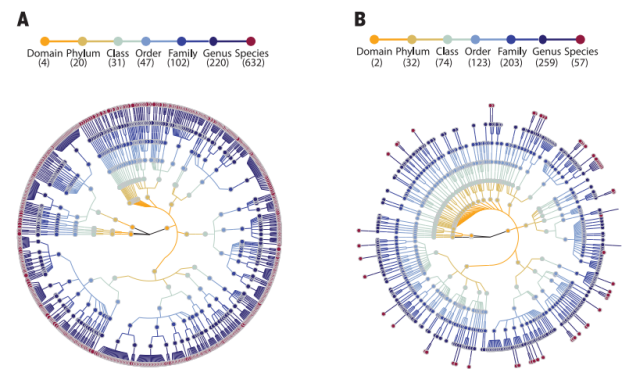 A
Domain Phylum Class Order Family Genus Species
(4) (20) (31) (47) (102) (220) (632)
B
Domain Phylum Class Order Family Genus Species
(2) (32) (74) (123) (203) (259) (57)